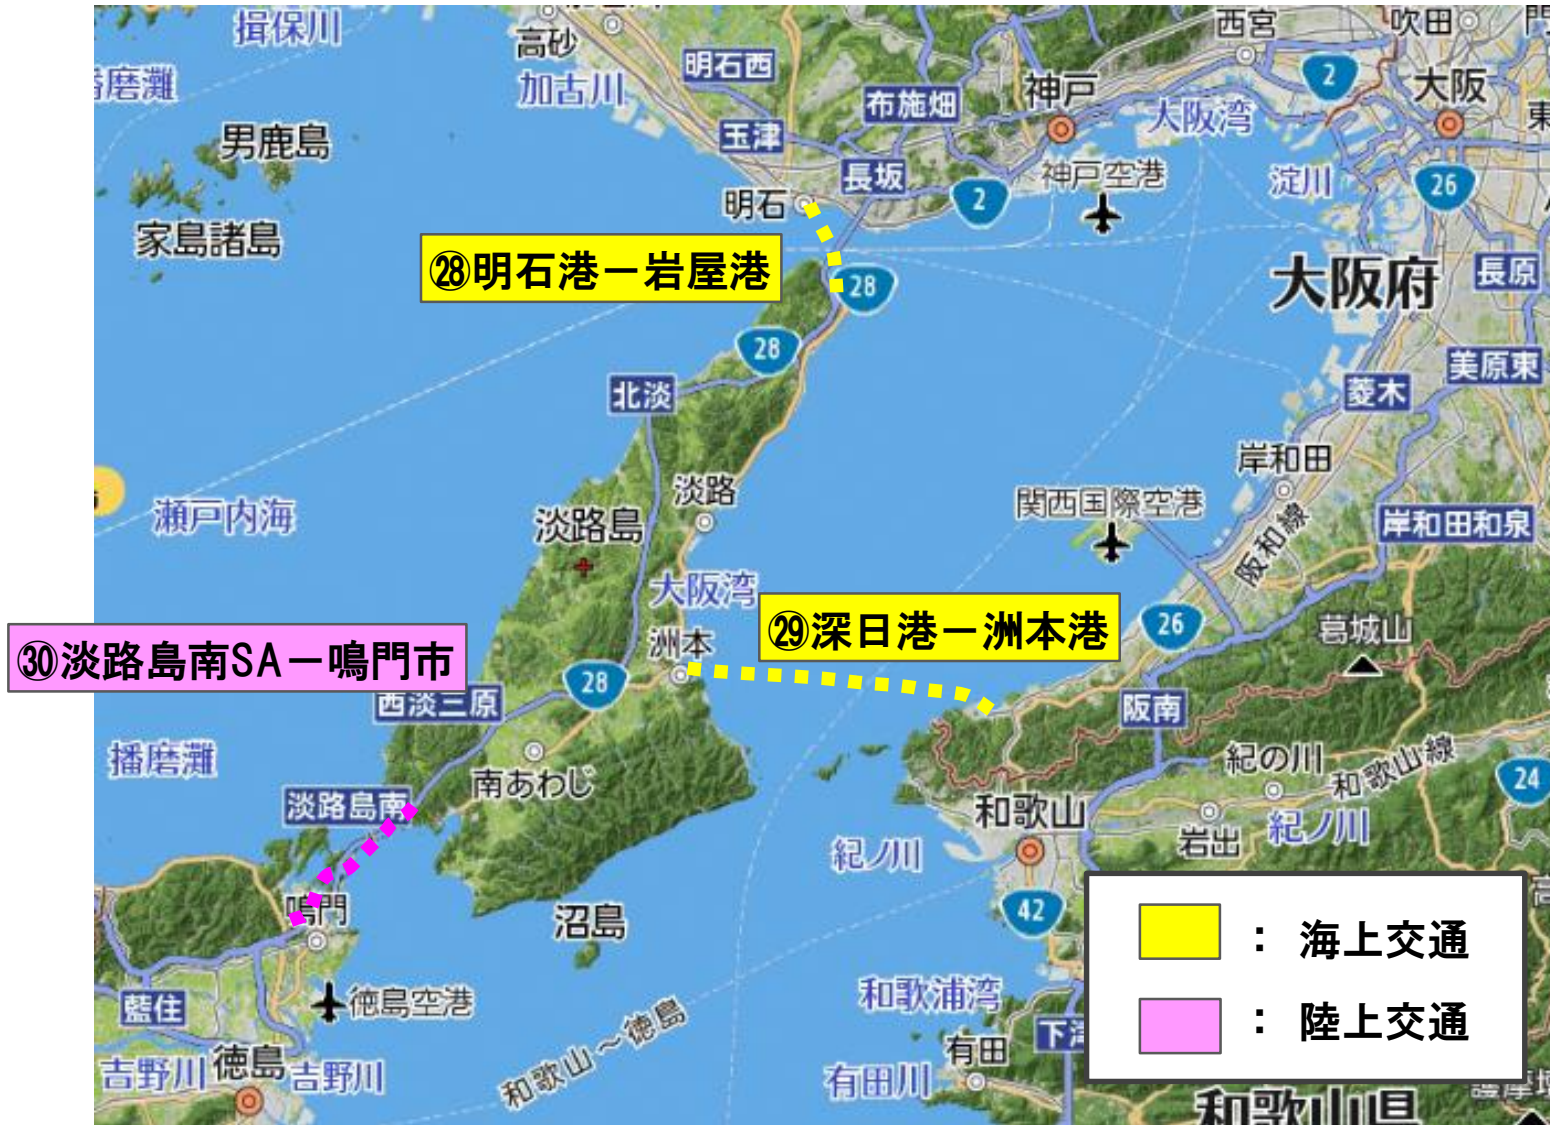 揖保川
高砂
加古川
明石西
西宮
吹田
門
2
大阪
播磨灘
男鹿島
布施畑
神戸
大阪湾
東
玉津
長坂
神戸空港
淀川
26
明石
2
家島諸島
㉘明石港－岩屋港
28
大阪府
長原
28
北淡
美原東
菱木
岸和田
淡路
関西国際空港
瀬戸内海
淡路島
阪和線
岸和田和泉
大阪湾
㉙深日港－洲本港
26
葛城山
洲本
㉚淡路島南SA－鳴門市
28
西淡三原
阪南
播磨灘
南あわじ
紀の川
和歌山線
24
淡路島南
和歌山
岩出
紀ノ川
紀ノ川
鳴門
沼島
42
：海上交通
藍住
徳島空港
和歌浦湾
：陸上交通
和歌山～徳島
下津
有田
吉野川
徳島
吉野川
有田川
和歌山県